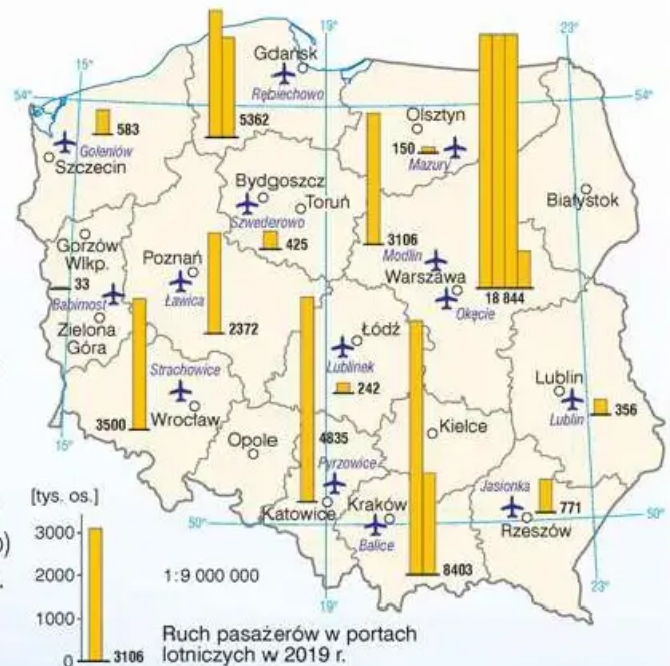 19°
23°
15°
54°
54°
Gdańsk
Rębiechowo
5362
583
Goleniów
Szczecin
Olsztyn
150
Mazury
Bydgoszcz
Toruń
Szwederowo
425
Białystok
Gorzów
Wlkp.
33
Babimost
Zielona
Góra
Poznań
Ławica
2372
3106
Modlin
Warszawa
Okęcie
18 844
Strachowice
Wrocław
3500
Łódź
Lublinek
242
Lublin
Lublin
356
15°
Opole
4835
Pyrzowice
Katowice
Kielce
Kraków
Balice
8403
Jasionka
771
Rzeszów
50°
50°
23°
19°
[tys. os.]
3000
2000
1000
0
3106
1:9 000 000
Ruch pasażerów w portach
lotniczych w 2019 r.